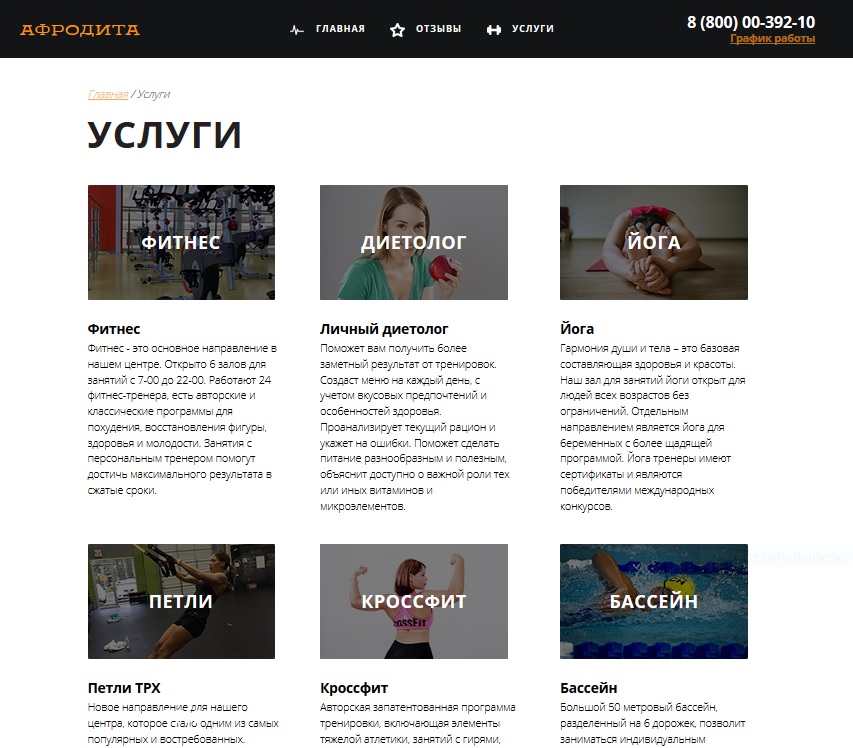 АФРОДИТА
ГЛАВНАЯ
ОТЗЫВЫ
УСЛУГИ
8 (800) 00-392-10
График работы
Главная / Услуги
УСЛУГИ
ФИТНЕС
Фитнес
Фитнес - это основное направление в
нашем центре. Открыто 6 залов для
занятий с 7-00 до 22-00. Работают 24
фитнес-тренера, есть авторские и
классические программы для
похудения, восстановления фигуры,
здоровья и молодости. Занятия с
персональным тренером помогут
достичь максимального результата в
сжатые сроки.
ДИЕТОЛОГ
Личный диетолог
Поможет вам получить более
заметный результат от тренировок.
Создаст меню на каждый день, с
учетом вкусовых предпочтений и
особенностей здоровья.
Проанализирует текущий рацион и
укажет на ошибки. Поможет сделать
питание разнообразным и полезным,
объяснит доступно о важной роли тех
или иных витаминов и
микроэлементов.
ЙОГА
Йога
Гармония души и тела – это базовая
составляющая здоровья и красоты.
Наш зал для занятий йоги открыт для
людей всех возрастов без
ограничений. Отдельным
направлением является йога для
беременных с более щадящей
программой. Йога тренеры имеют
сертификаты и являются
победителями международных
конкурсов.
ПЕТЛИ
Петли ТРХ
Новое направление для нашего
центра, которое стало одним из самых
популярных и востребованных.
КРОССФИТ
CrossFit
Кроссфит
Авторская запатентованная программа
тренировки, включающая элементы
тяжелой атлетики, занятий с гирями,
БАССЕЙН
Бассейн
Большой 50 метровый бассейн,
разделенный на 6 дорожек, позволит
заниматься индивидуальным
вырезку